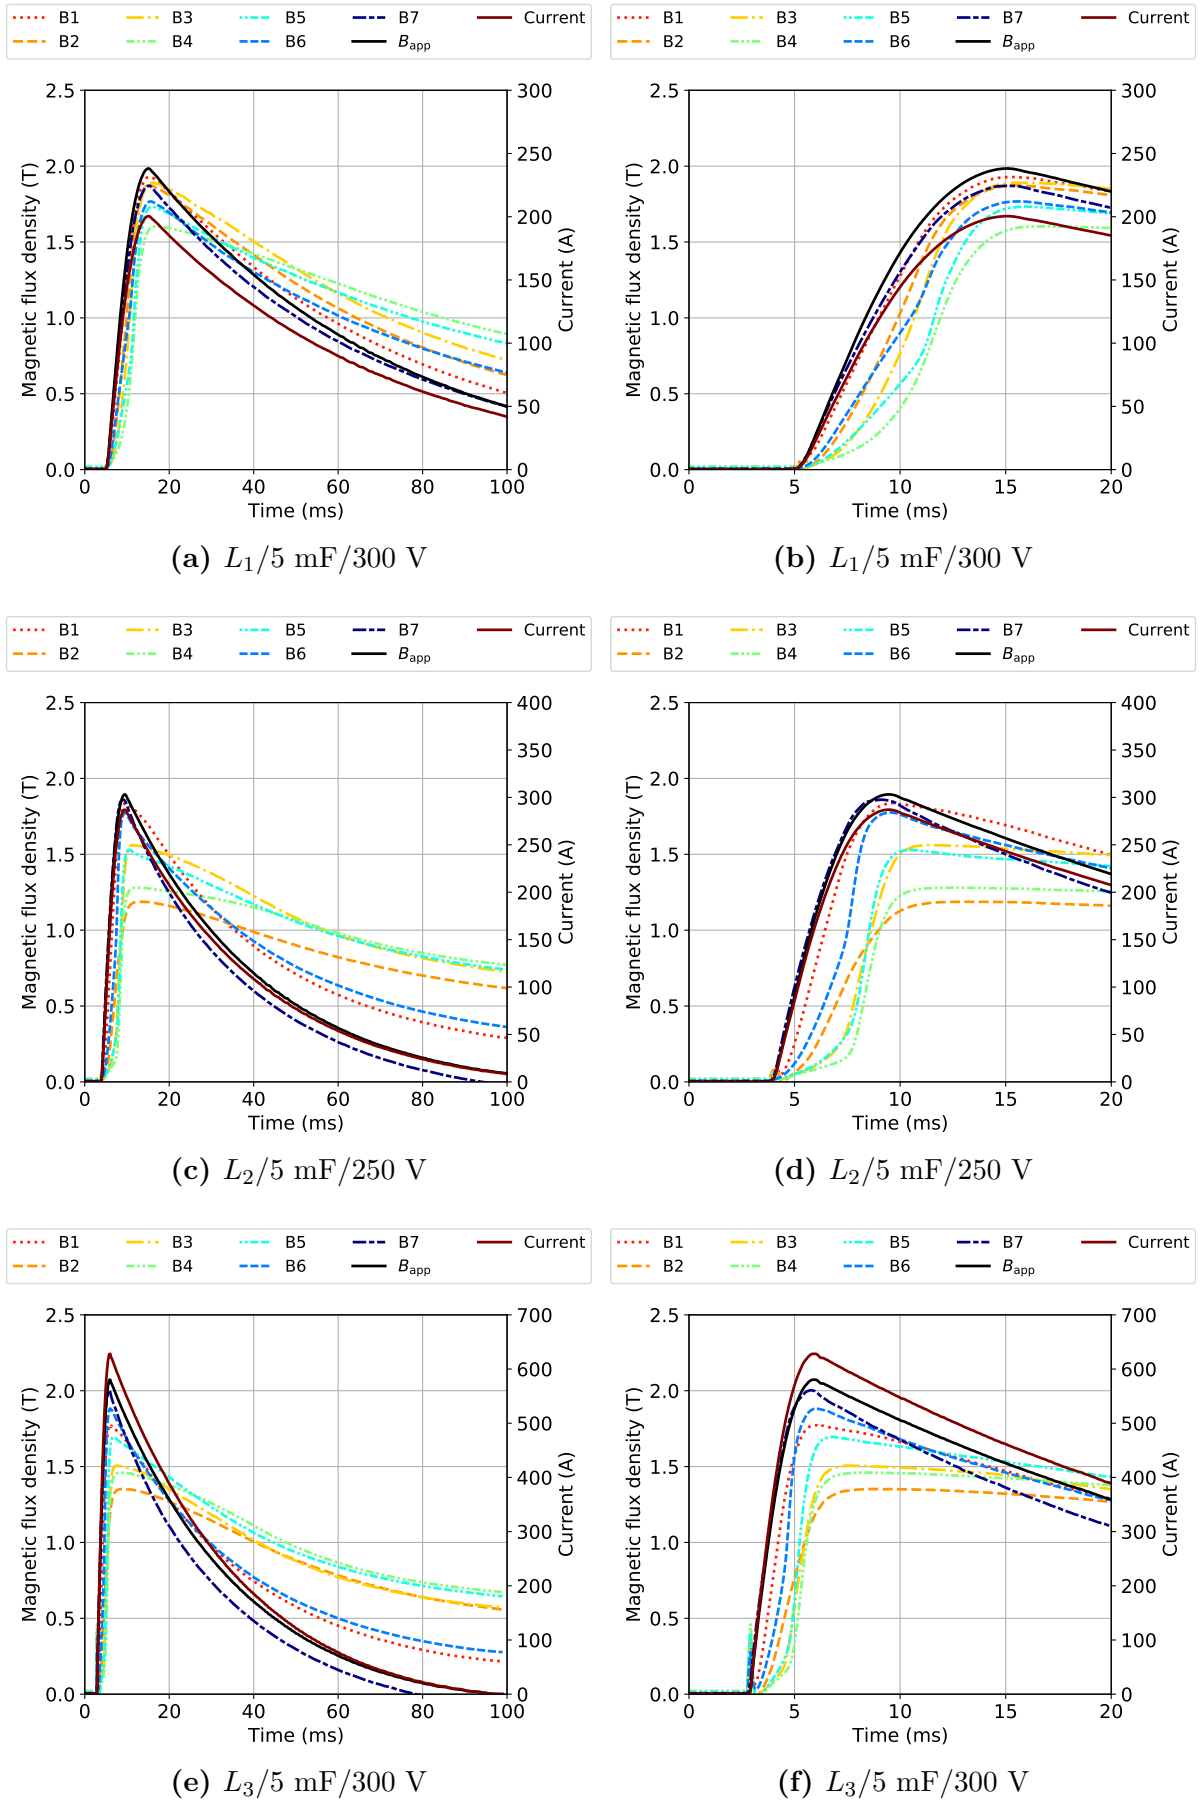 B1 B3 B5 B7 Current
B2 B4 B6 B_app
B1 B3 B5 B7 Current
B2 B4 B6 B_app
2.5
2.0
1.5
1.0
0.5
0.0
Magnetic flux density (T)
300
250
200
150
100
50
0
Current (A)
0 20 40 60 80 100
Time (ms)
2.5
2.0
1.5
1.0
0.5
0.0
Magnetic flux density (T)
300
250
200
150
100
50
0
Current (A)
0 5 10 15 20
Time (ms)
(a) L₁/5 mF/300 V
(b) L₁/5 mF/300 V
B1 B3 B5 B7 Current
B2 B4 B6 B_app
B1 B3 B5 B7 Current
B2 B4 B6 B_app
2.5
2.0
1.5
1.0
0.5
0.0
Magnetic flux density (T)
400
350
300
250
200
150
100
50
0
Current (A)
0 20 40 60 80 100
Time (ms)
2.5
2.0
1.5
1.0
0.5
0.0
Magnetic flux density (T)
400
350
300
250
200
150
100
50
0
Current (A)
0 5 10 15 20
Time (ms)
(c) L₂/5 mF/250 V
(d) L₂/5 mF/250 V
B1 B3 B5 B7 Current
B2 B4 B6 B_app
B1 B3 B5 B7 Current
B2 B4 B6 B_app
2.5
2.0
1.5
1.0
0.5
0.0
Magnetic flux density (T)
700
600
500
400
300
200
100
0
Current (A)
0 20 40 60 80 100
Time (ms)
2.5
2.0
1.5
1.0
0.5
0.0
Magnetic flux density (T)
700
600
500
400
300
200
100
0
Current (A)
0 5 10 15 20
Time (ms)
(e) L₃/5 mF/300 V
(f) L₃/5 mF/300 V